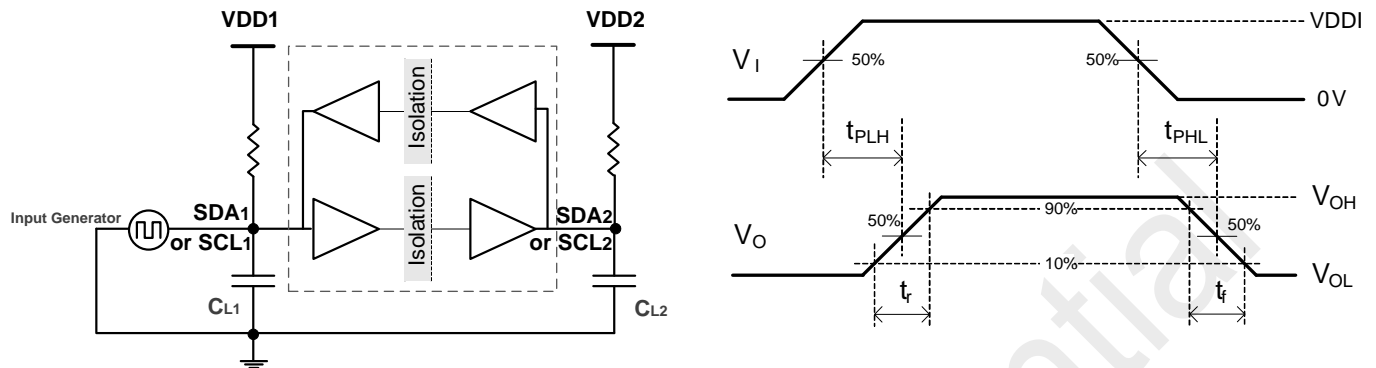 VDD1
VDD2
Isolation
Isolation
Input Generator
SDA1
or SCL1
SDA2
or SCL2
CL1
CL2
VI
50%
50%
VDDI
0V
tPLH
tPHL
VO
50%
90%
50%
10%
VOH
VOL
tr
tf
ntial